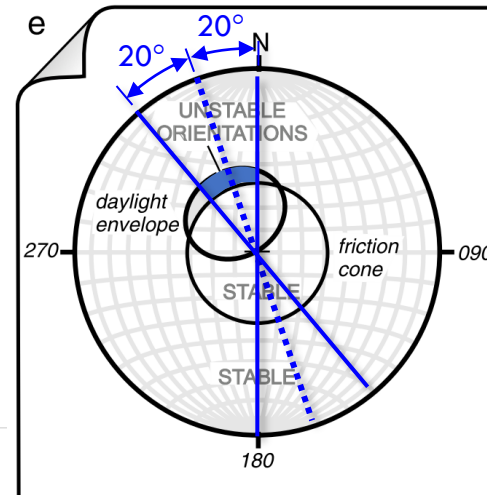 e
20°
20°
N
UNSTABLE
ORIENTATIONS
daylight
envelope
friction
cone
270
090
STABLE
STABLE
180